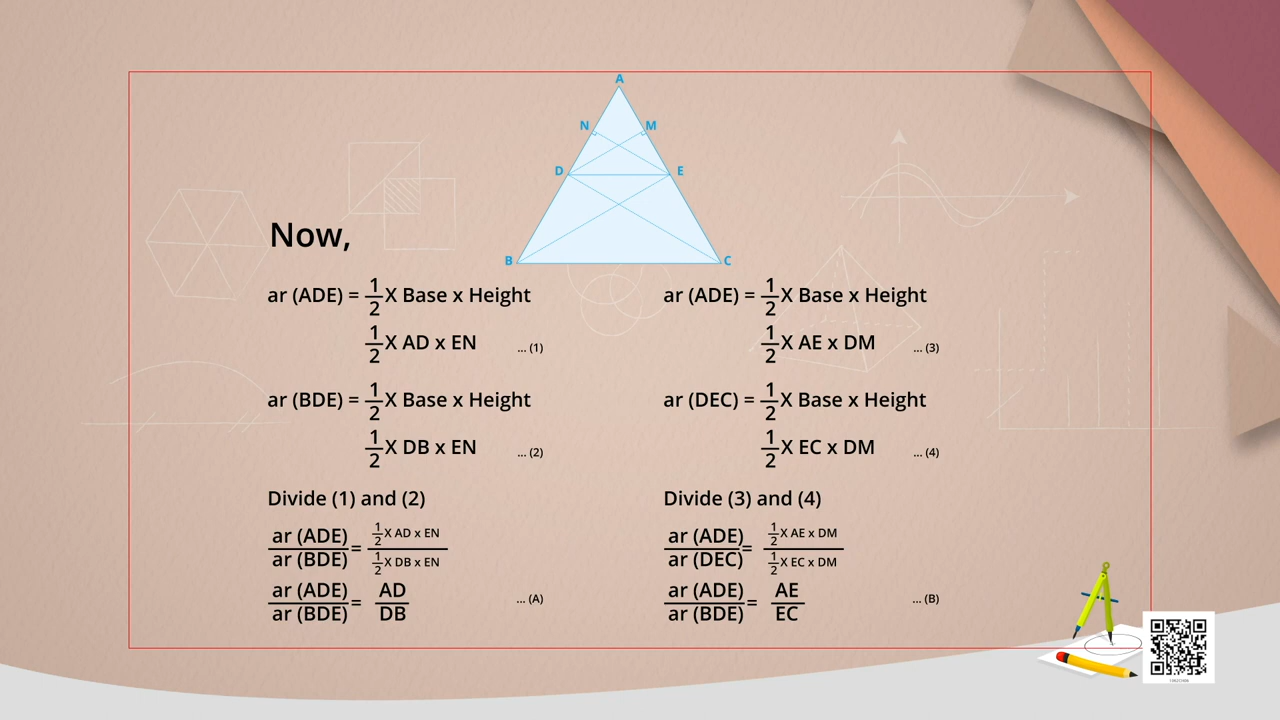 A
N
M
D
E
B
C
Now,
ar (ADE) = 1/2 X Base x Height
1/2 X AD x EN ... (1)
ar (BDE) = 1/2 X Base x Height
1/2 X DB x EN ... (2)
Divide (1) and (2)
ar (ADE)/ar (BDE) = 1/2 X AD x EN / 1/2 X DB x EN
ar (ADE)/ar (BDE) = AD/DB ... (A)
ar (ADE) = 1/2 X Base x Height
1/2 X AE x DM ... (3)
ar (DEC) = 1/2 X Base x Height
1/2 X EC x DM ... (4)
Divide (3) and (4)
ar (ADE)/ar (DEC) = 1/2 X AE x DM / 1/2 X EC x DM
ar (ADE)/ar (BDE) = AE/EC ... (B)